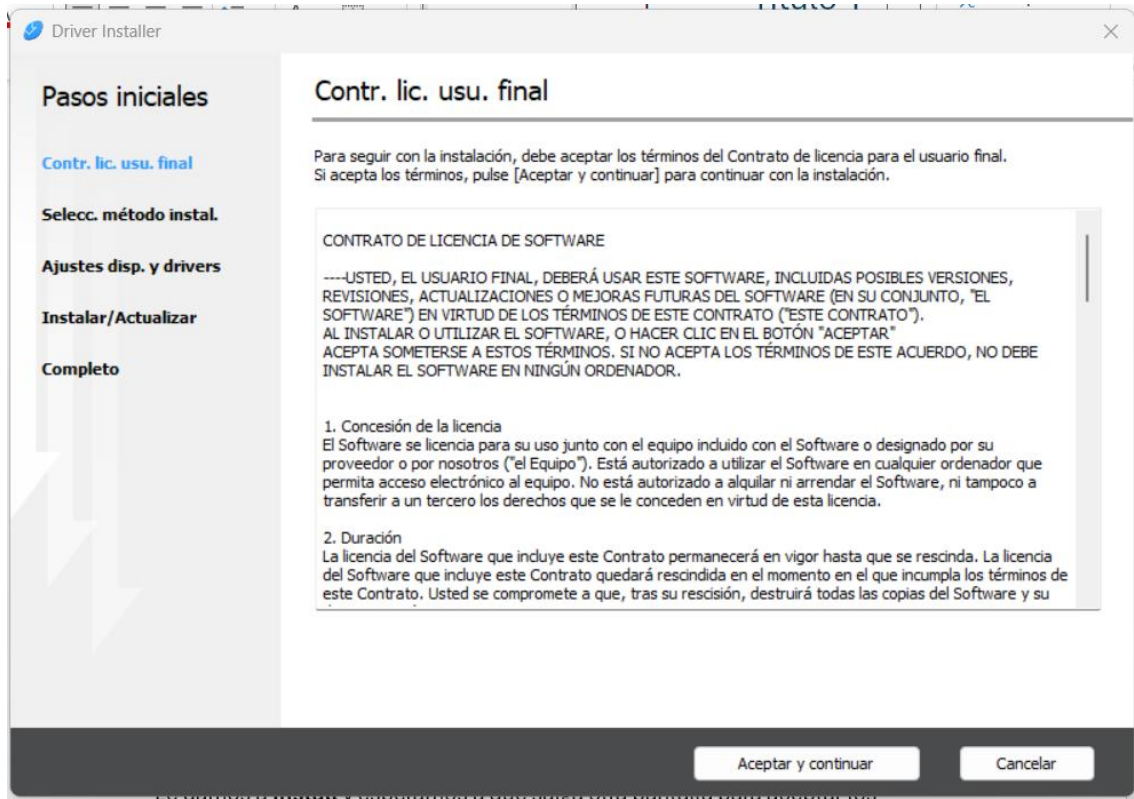 Driver Installer
Pasos iniciales
Contr. lic. usu. final
Selecc. método instal.
Ajustes disp. y drivers
Instalar/Actualizar
Completo
Contr. lic. usu. final
Para seguir con la instalación, debe aceptar los términos del Contrato de licencia para el usuario final.
Si acepta los términos, pulse [Aceptar y continuar] para continuar con la instalación.
CONTRATO DE LICENCIA DE SOFTWARE
----USTED, EL USUARIO FINAL, DEBERÁ USAR ESTE SOFTWARE, INCLUIDAS POSIBLES VERSIONES,
REVISIONES, ACTUALIZACIONES O MEJORAS FUTURAS DEL SOFTWARE (EN SU CONJUNTO, "EL
SOFTWARE") EN VIRTUD DE LOS TÉRMINOS DE ESTE CONTRATO ("ESTE CONTRATO").
AL INSTALAR O UTILIZAR EL SOFTWARE, O HACER CLIC EN EL BOTÓN "ACEPTAR"
ACEPTA SOMETERSE A ESTOS TÉRMINOS. SI NO ACEPTA LOS TÉRMINOS DE ESTE ACUERDO, NO DEBE
INSTALAR EL SOFTWARE EN NINGÚN ORDENADOR.
1. Concesión de la licencia
El Software se licencia para su uso junto con el equipo incluido con el Software o designado por su
proveedor o por nosotros ("el Equipo"). Está autorizado a utilizar el Software en cualquier ordenador que
permita acceso electrónico al equipo. No está autorizado a alquilar ni arrendar el Software, ni tampoco a
transferir a un tercero los derechos que se le conceden en virtud de esta licencia.
2. Duración
La licencia del Software que incluye este Contrato permanecerá en vigor hasta que se rescinda. La licencia
del Software que incluye este Contrato quedará rescindida en el momento en el que incumpla los términos de
este Contrato. Usted se compromete a que, tras su rescisión, destruirá todas las copias del Software y su
Aceptar y continuar
Cancelar